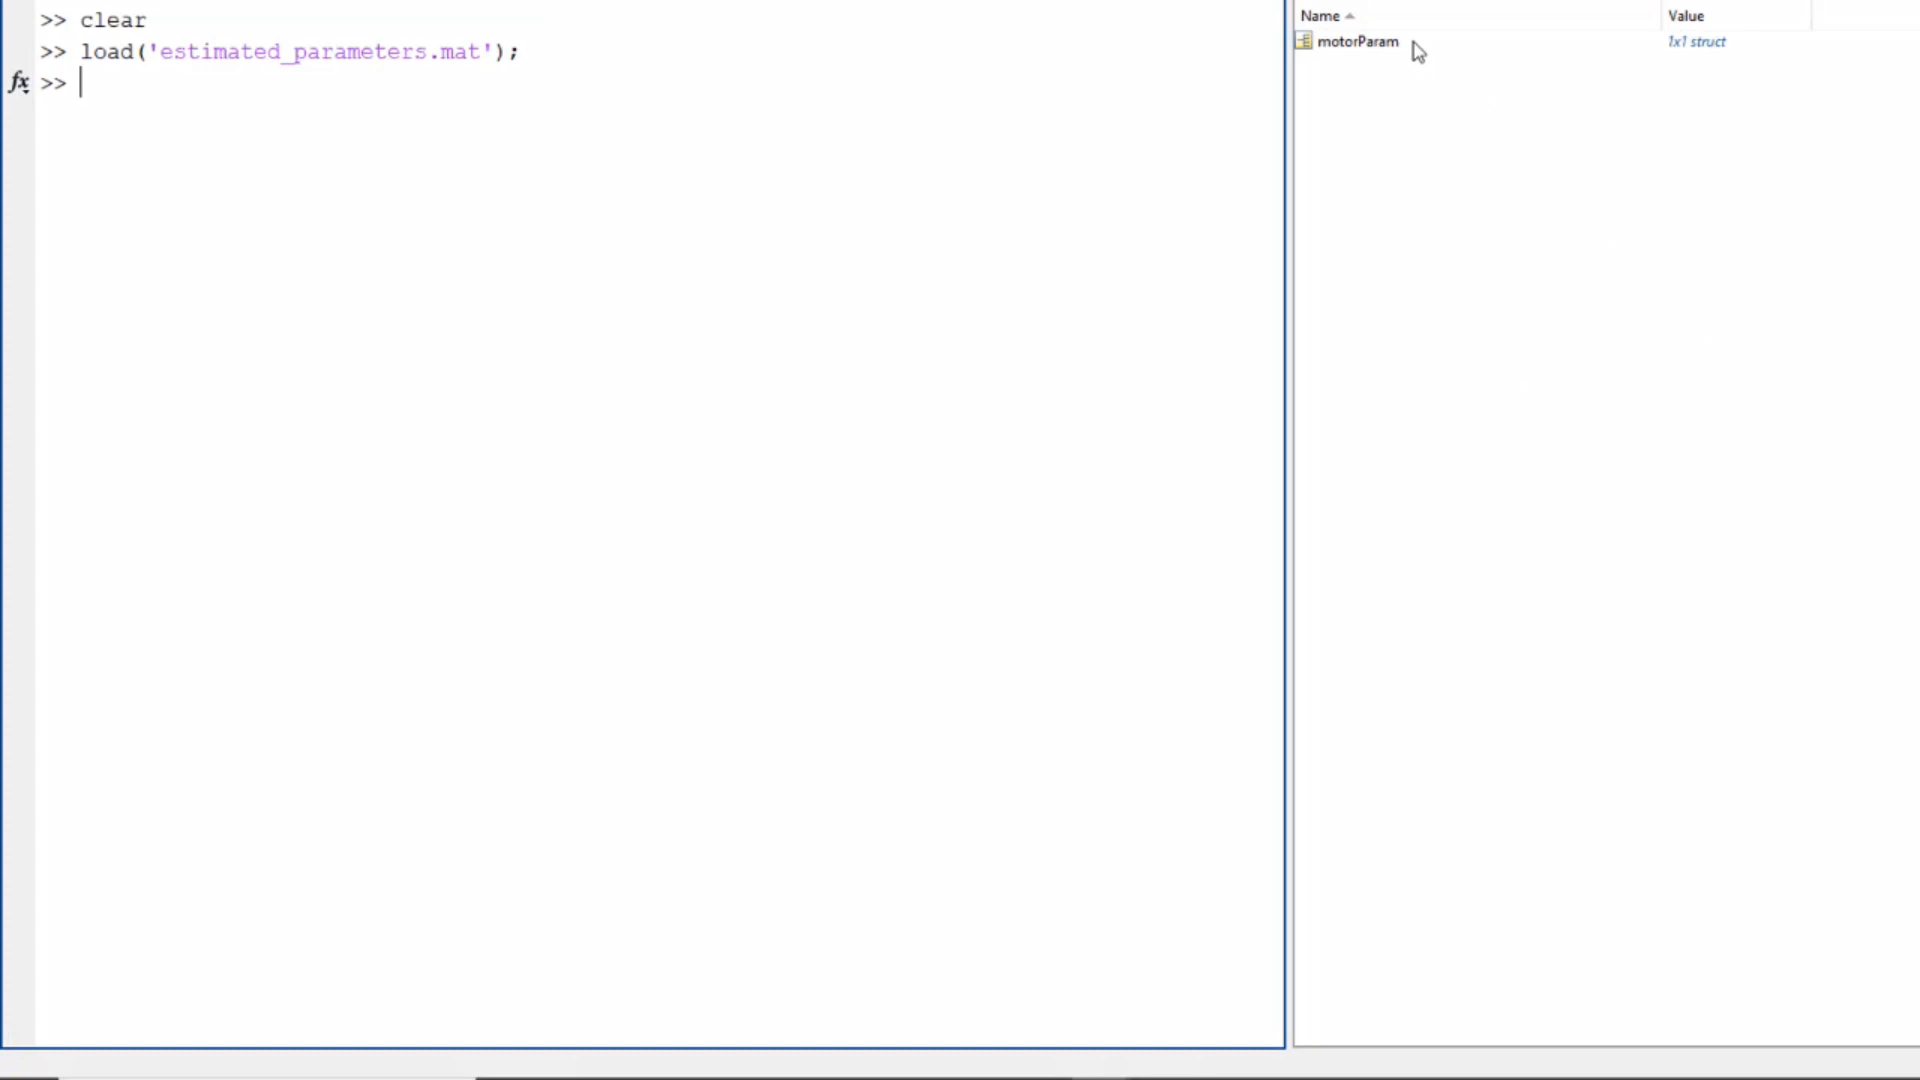 >> clear
>> load('estimated_parameters.mat');
fx >>
Name Value
motorParam 1x1 struct